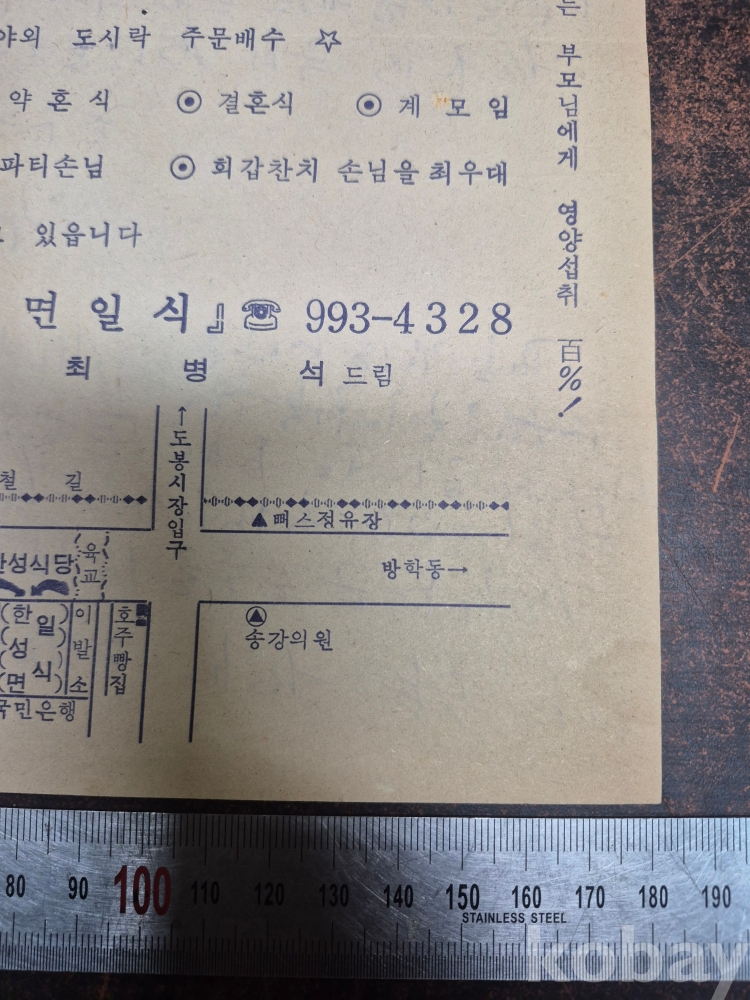 야외 도시락 주문배수 ☆
약 혼 식 ◉ 결혼식 ◉ 계 모 임
파티손님 ◉ 회갑찬치 손님을 최우대
있읍니다
면 일 식 』 ☎ 993-4328
최 병 석 드림
는 부모님에게 영양섭취 百%!
↑도봉시장입구
철 길
▲뻐스정유장
성식당
육교
방학동→
(한일)
(성식)
(면)
이발소
호주빵집
송강의원
국민은행
80 90 100 110 120 130 140 150 160 170 180 190
STAINLESS STEEL
kobay